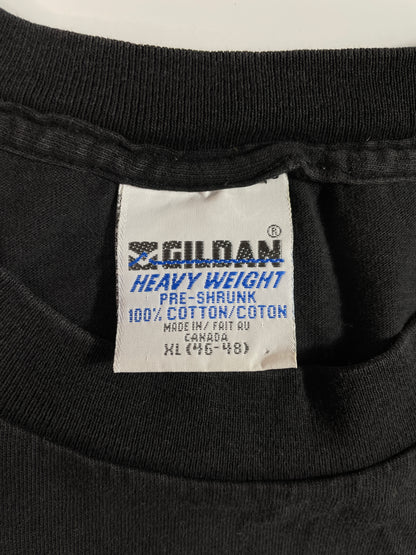 ®
GILDAN
HEAVY WEIGHT
PRE-SHRUNK
100% COTTON/COTON
MADE IN/ FAIT AU
CANADA
XL (46-48)